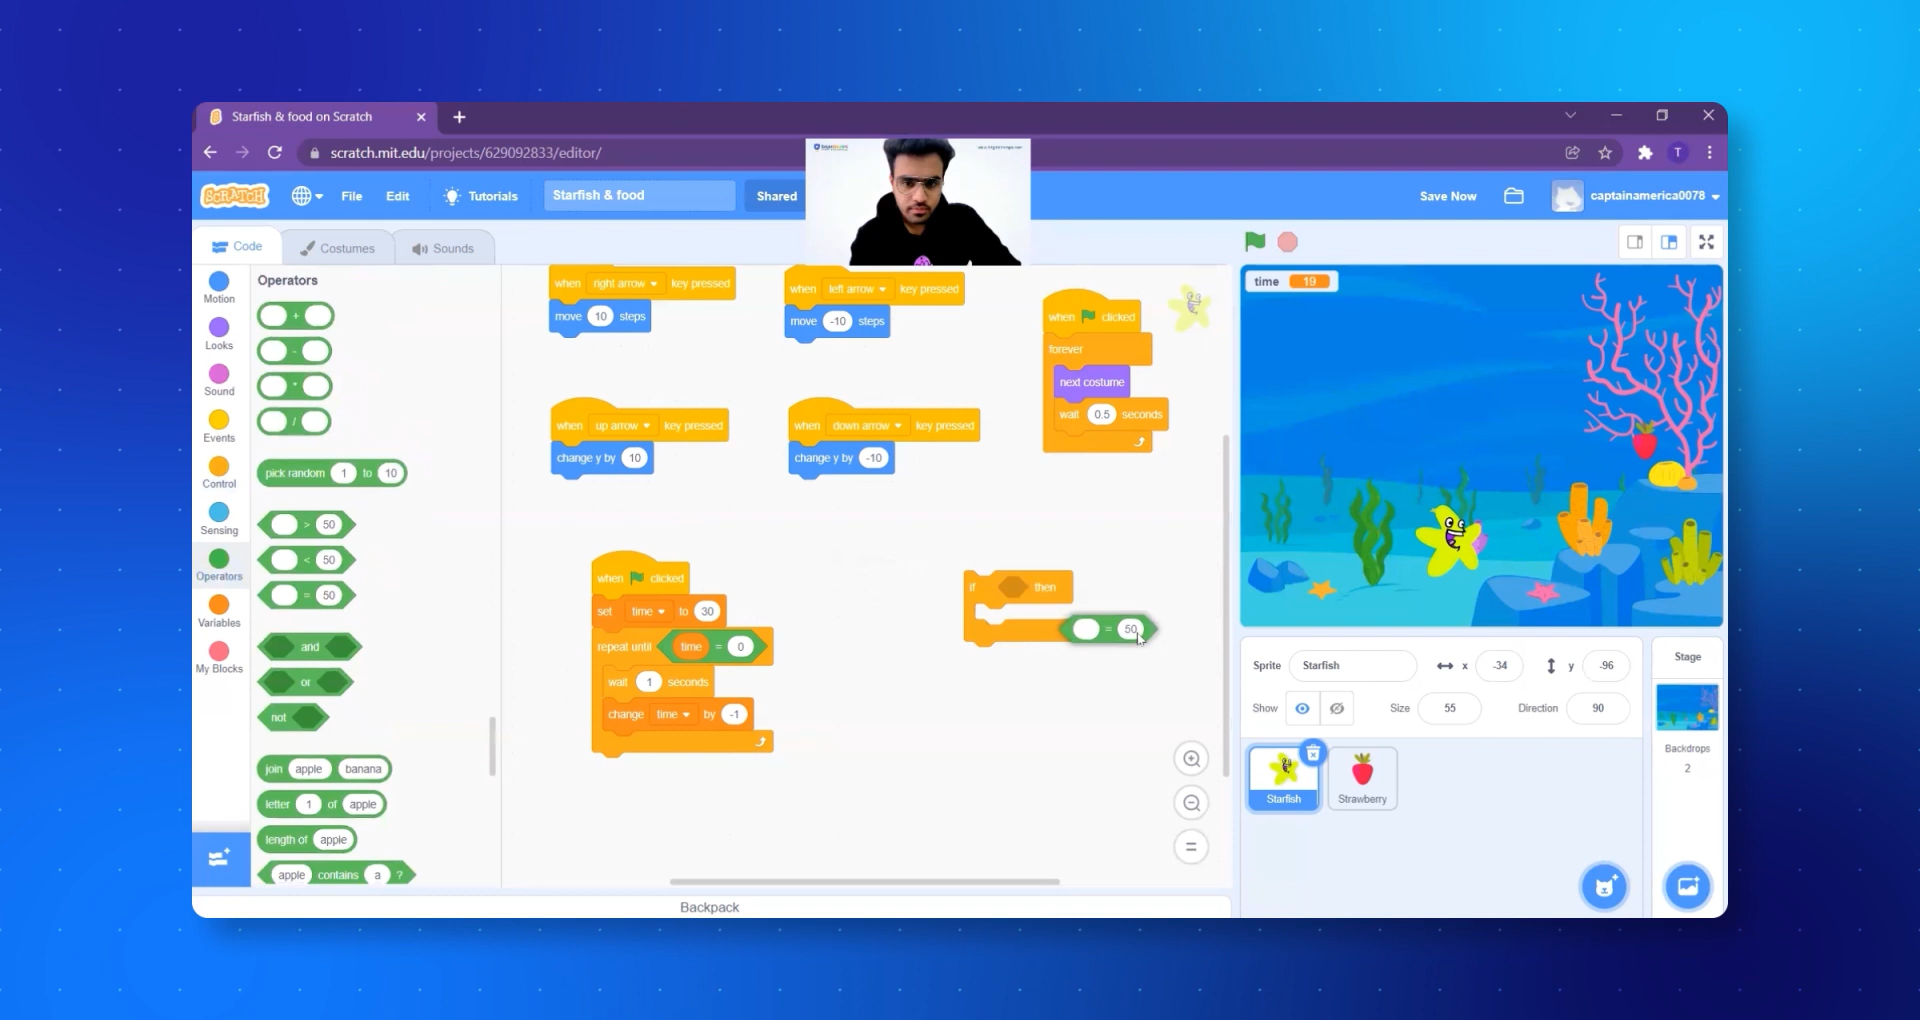 Starfish & food on Scratch
scratch.mit.edu/projects/629092833/editor/
T
SCRATCH
File
Edit
Tutorials
Starfish & food
Shared
Save Now
captainamerica0078
Code
Costumes
Sounds
Motion
Looks
Sound
Events
Control
Sensing
Operators
Variables
My Blocks
Operators
+
-
*
/
pick random 1 to 10
> 50
< 50
= 50
and
or
not
join apple banana
letter 1 of apple
length of apple
apple contains a ?
when right arrow key pressed
move 10 steps
when left arrow key pressed
move -10 steps
when clicked
forever
next costume
wait 0.5 seconds
when up arrow key pressed
change y by 10
when down arrow key pressed
change y by -10
when clicked
set time to 30
repeat until time = 0
wait 1 seconds
change time by -1
if then
= 50
=
Backpack
time 19
Sprite Starfish x -34 y -96
Show Size 55 Direction 90
Starfish
Strawberry
Stage
Backdrops
2